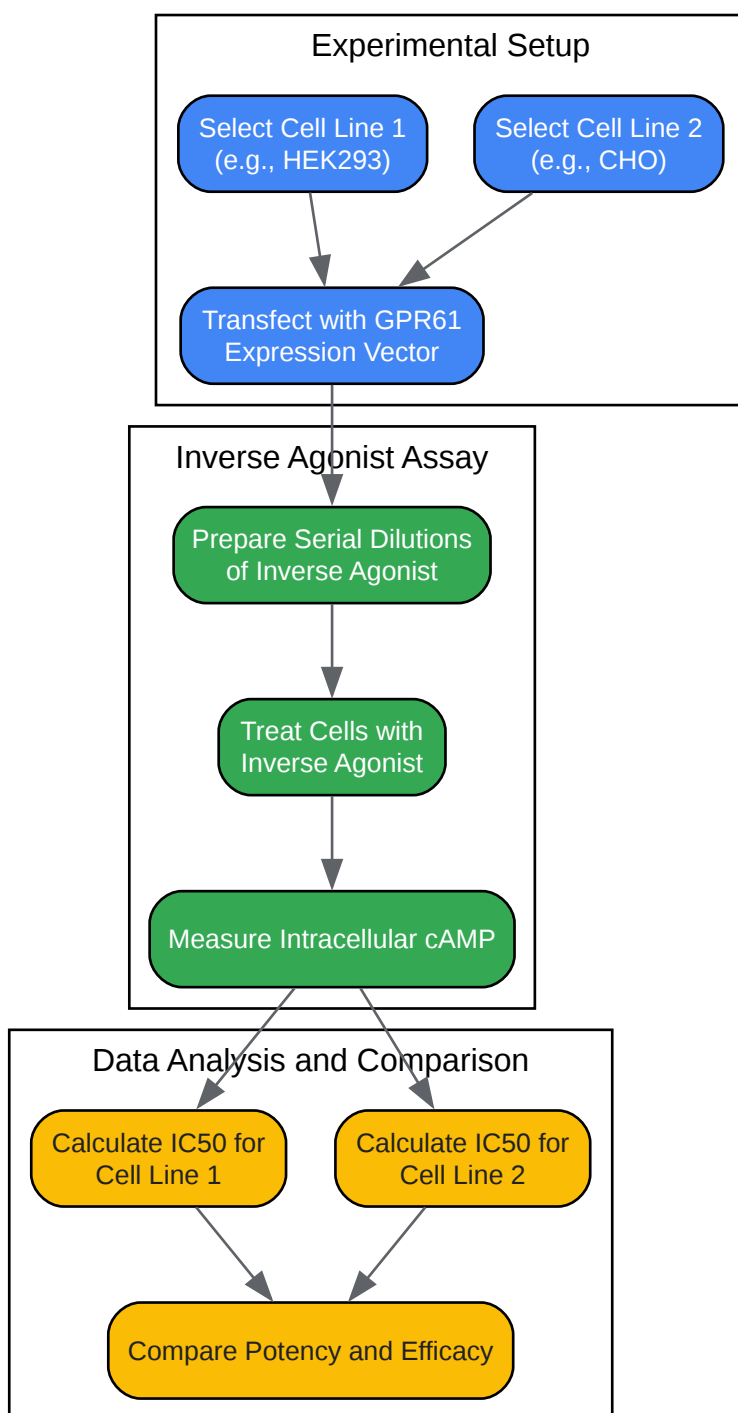 Experimental Setup
Select Cell Line 1
(e.g., HEK293)
Select Cell Line 2
(e.g., CHO)
Transfect with GPR61
Expression Vector
Inverse Agonist Assay
Prepare Serial Dilutions
of Inverse Agonist
Treat Cells with
Inverse Agonist
Measure Intracellular cAMP
Data Analysis and Comparison
Calculate IC50 for
Cell Line 1
Calculate IC50 for
Cell Line 2
Compare Potency and Efficacy